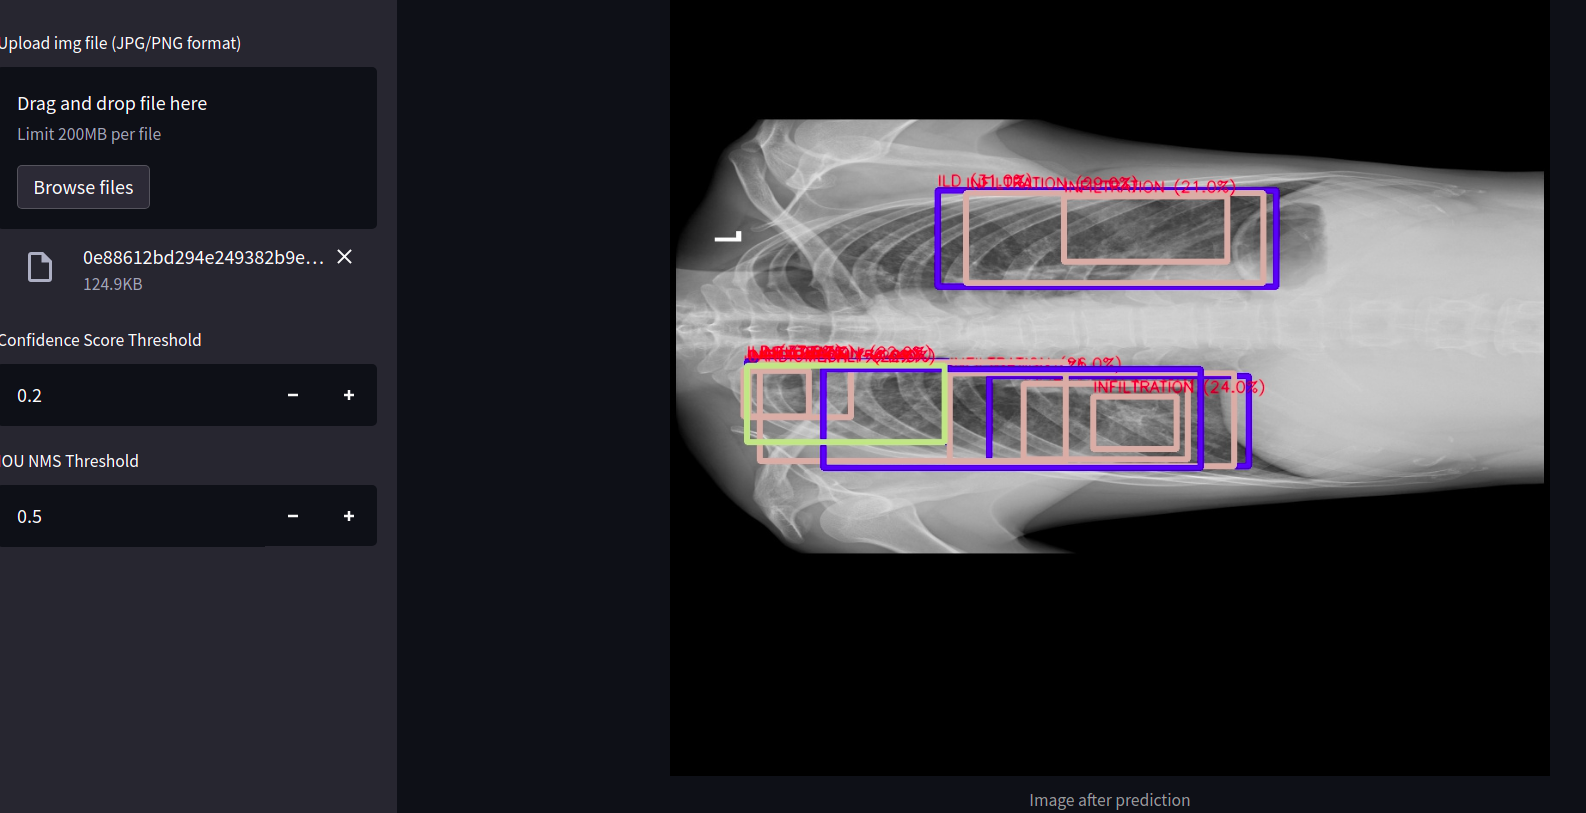 Upload img file (JPG/PNG format)
Drag and drop file here
Limit 200MB per file
Browse files
0e88612bd294e249382b9e...
124.9KB
Confidence Score Threshold
0.2
IOU NMS Threshold
0.5
ILD
INFILTRATION (21.0%)
L
INFILTRATION (24.0%)
Image after prediction